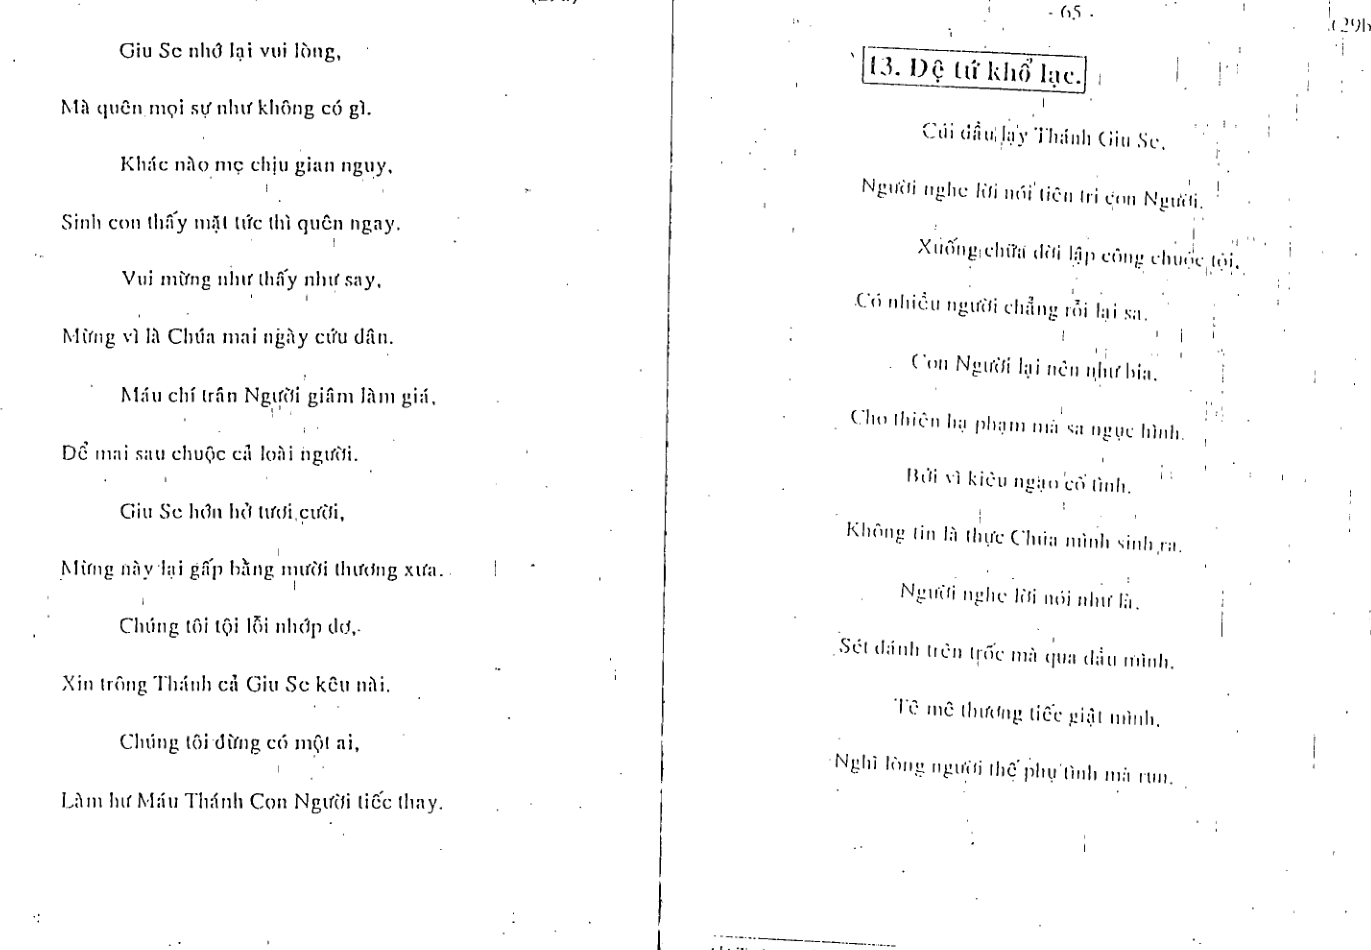 Giu Se nhớ lại vui lòng,
Mà quên mọi sự như không có gì.
Khác nào mẹ chịu gian nguy,
Sinh con thấy mặt tức thì quên ngay.
Vui mừng như thấy như say,
Mừng vì là Chúa mai ngày cứu dân.
Máu chí trân Người giâm làm giá,
Để mai sau chuộc cả loài người.
Giu Se hớn hở tươi cười,
Mừng này lại gấp bằng mười thương xưa.
Chúng tôi tội lỗi nhớp dơ,
Xin trông Thánh cả Giu Se kêu nài.
Chúng tôi đừng có một ai,
Làm hư Máu Thánh Con Người tiếc thay.
- 65 -
(29b
13. Đệ tứ khổ lạc.
Cúi đầu lạy Thánh Giu Se,
Người nghe lời nói tiên tri con Người.
Xuống chữa đời lập công chuộc tội,
Có nhiều người chẳng rỗi lại sa.
Con Người lại nên như bia,
Cho thiên hạ phạm mà sa ngục hình.
Bởi vì kiêu ngạo cố tình,
Không tin là thực Chúa mình sinh ra.
Người nghe lời nói như là,
Sét đánh trên trốc mà qua đầu mình.
Tê mê thương tiếc giật mình,
Nghĩ lòng người thế phụ tình mà run.